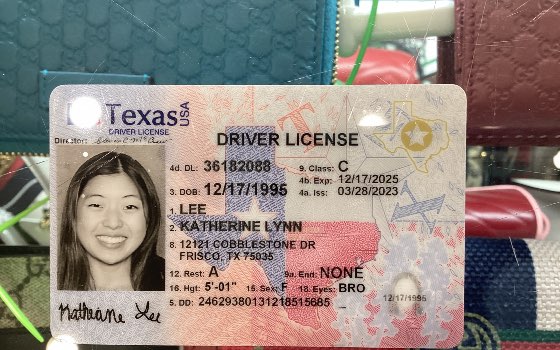 Texas USA
DRIVER LICENSE
Director:
DRIVER LICENSE
4d. DL: 36182088 9. Class: C
4b. Exp: 12/17/2025
3. DOB: 12/17/1995 4a. Iss: 03/28/2023
1. LEE
2. KATHERINE LYNN
8. 12121 COBBLESTONE DR
FRISCO, TX 75035
12. Rest: A 9a. End: NONE
16. Hgt: 5'-01" 15. Sex: F 18. Eyes: BRO
5. DD: 24629380131218515685
12/17/1995
Katherine Lee